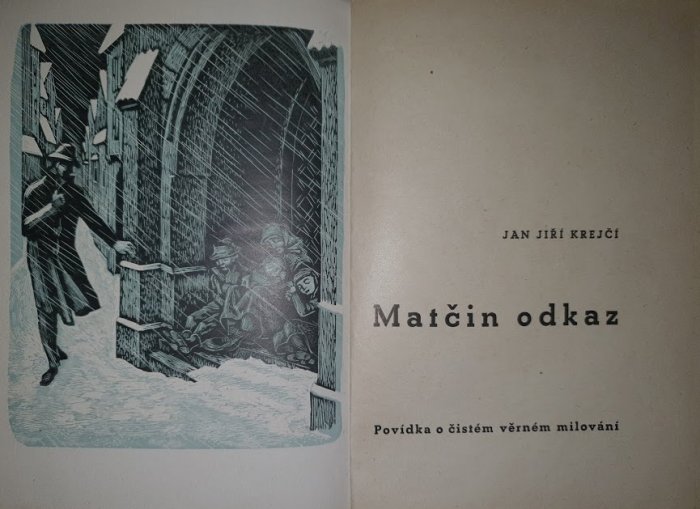 JAN JIŘÍ KREJČÍ
Matčin odkaz
Povídka o čistém věrném milování